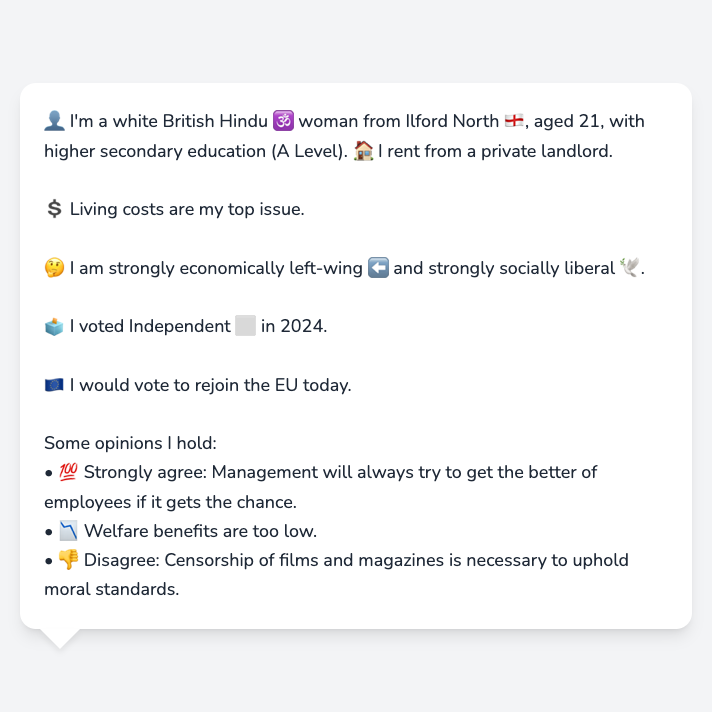 👤 I'm a white British Hindu 🕉️ woman from Ilford North 🏴󠁧󠁢󠁥󠁮󠁧󠁿, aged 21, with
higher secondary education (A Level). 🏠 I rent from a private landlord.
💲 Living costs are my top issue.
🤔 I am strongly economically left-wing ⬅️ and strongly socially liberal 🕊️.
🗳️ I voted Independent ⬜ in 2024.
🇪🇺 I would vote to rejoin the EU today.
Some opinions I hold:
• 💯 Strongly agree: Management will always try to get the better of
employees if it gets the chance.
• 📉 Welfare benefits are too low.
• 👎 Disagree: Censorship of films and magazines is necessary to uphold
moral standards.